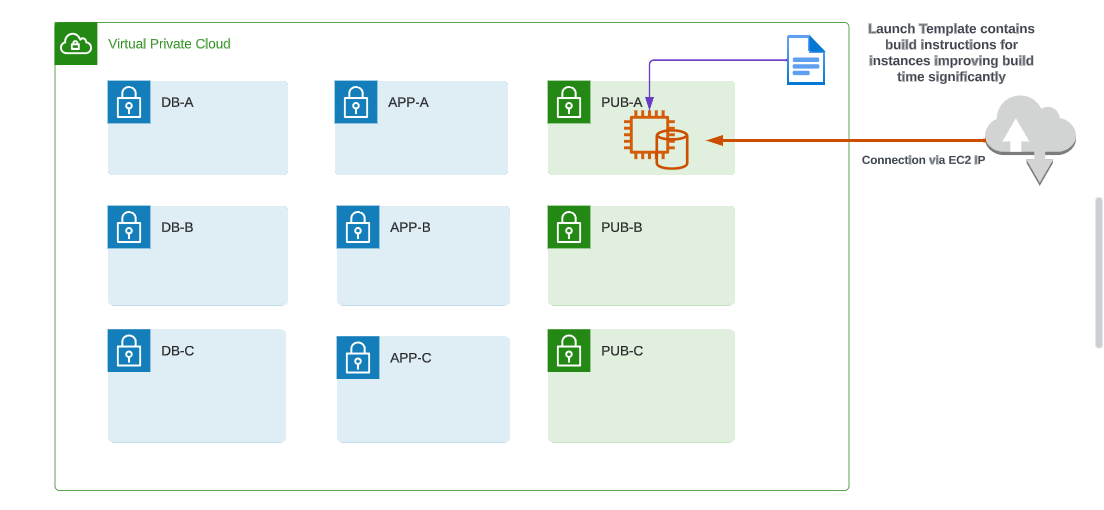 Virtual Private Cloud
Launch Template contains
build instructions for
instances improving build
time significantly
DB-A
APP-A
PUB-A
Connection via EC2 IP
DB-B
APP-B
PUB-B
DB-C
APP-C
PUB-C